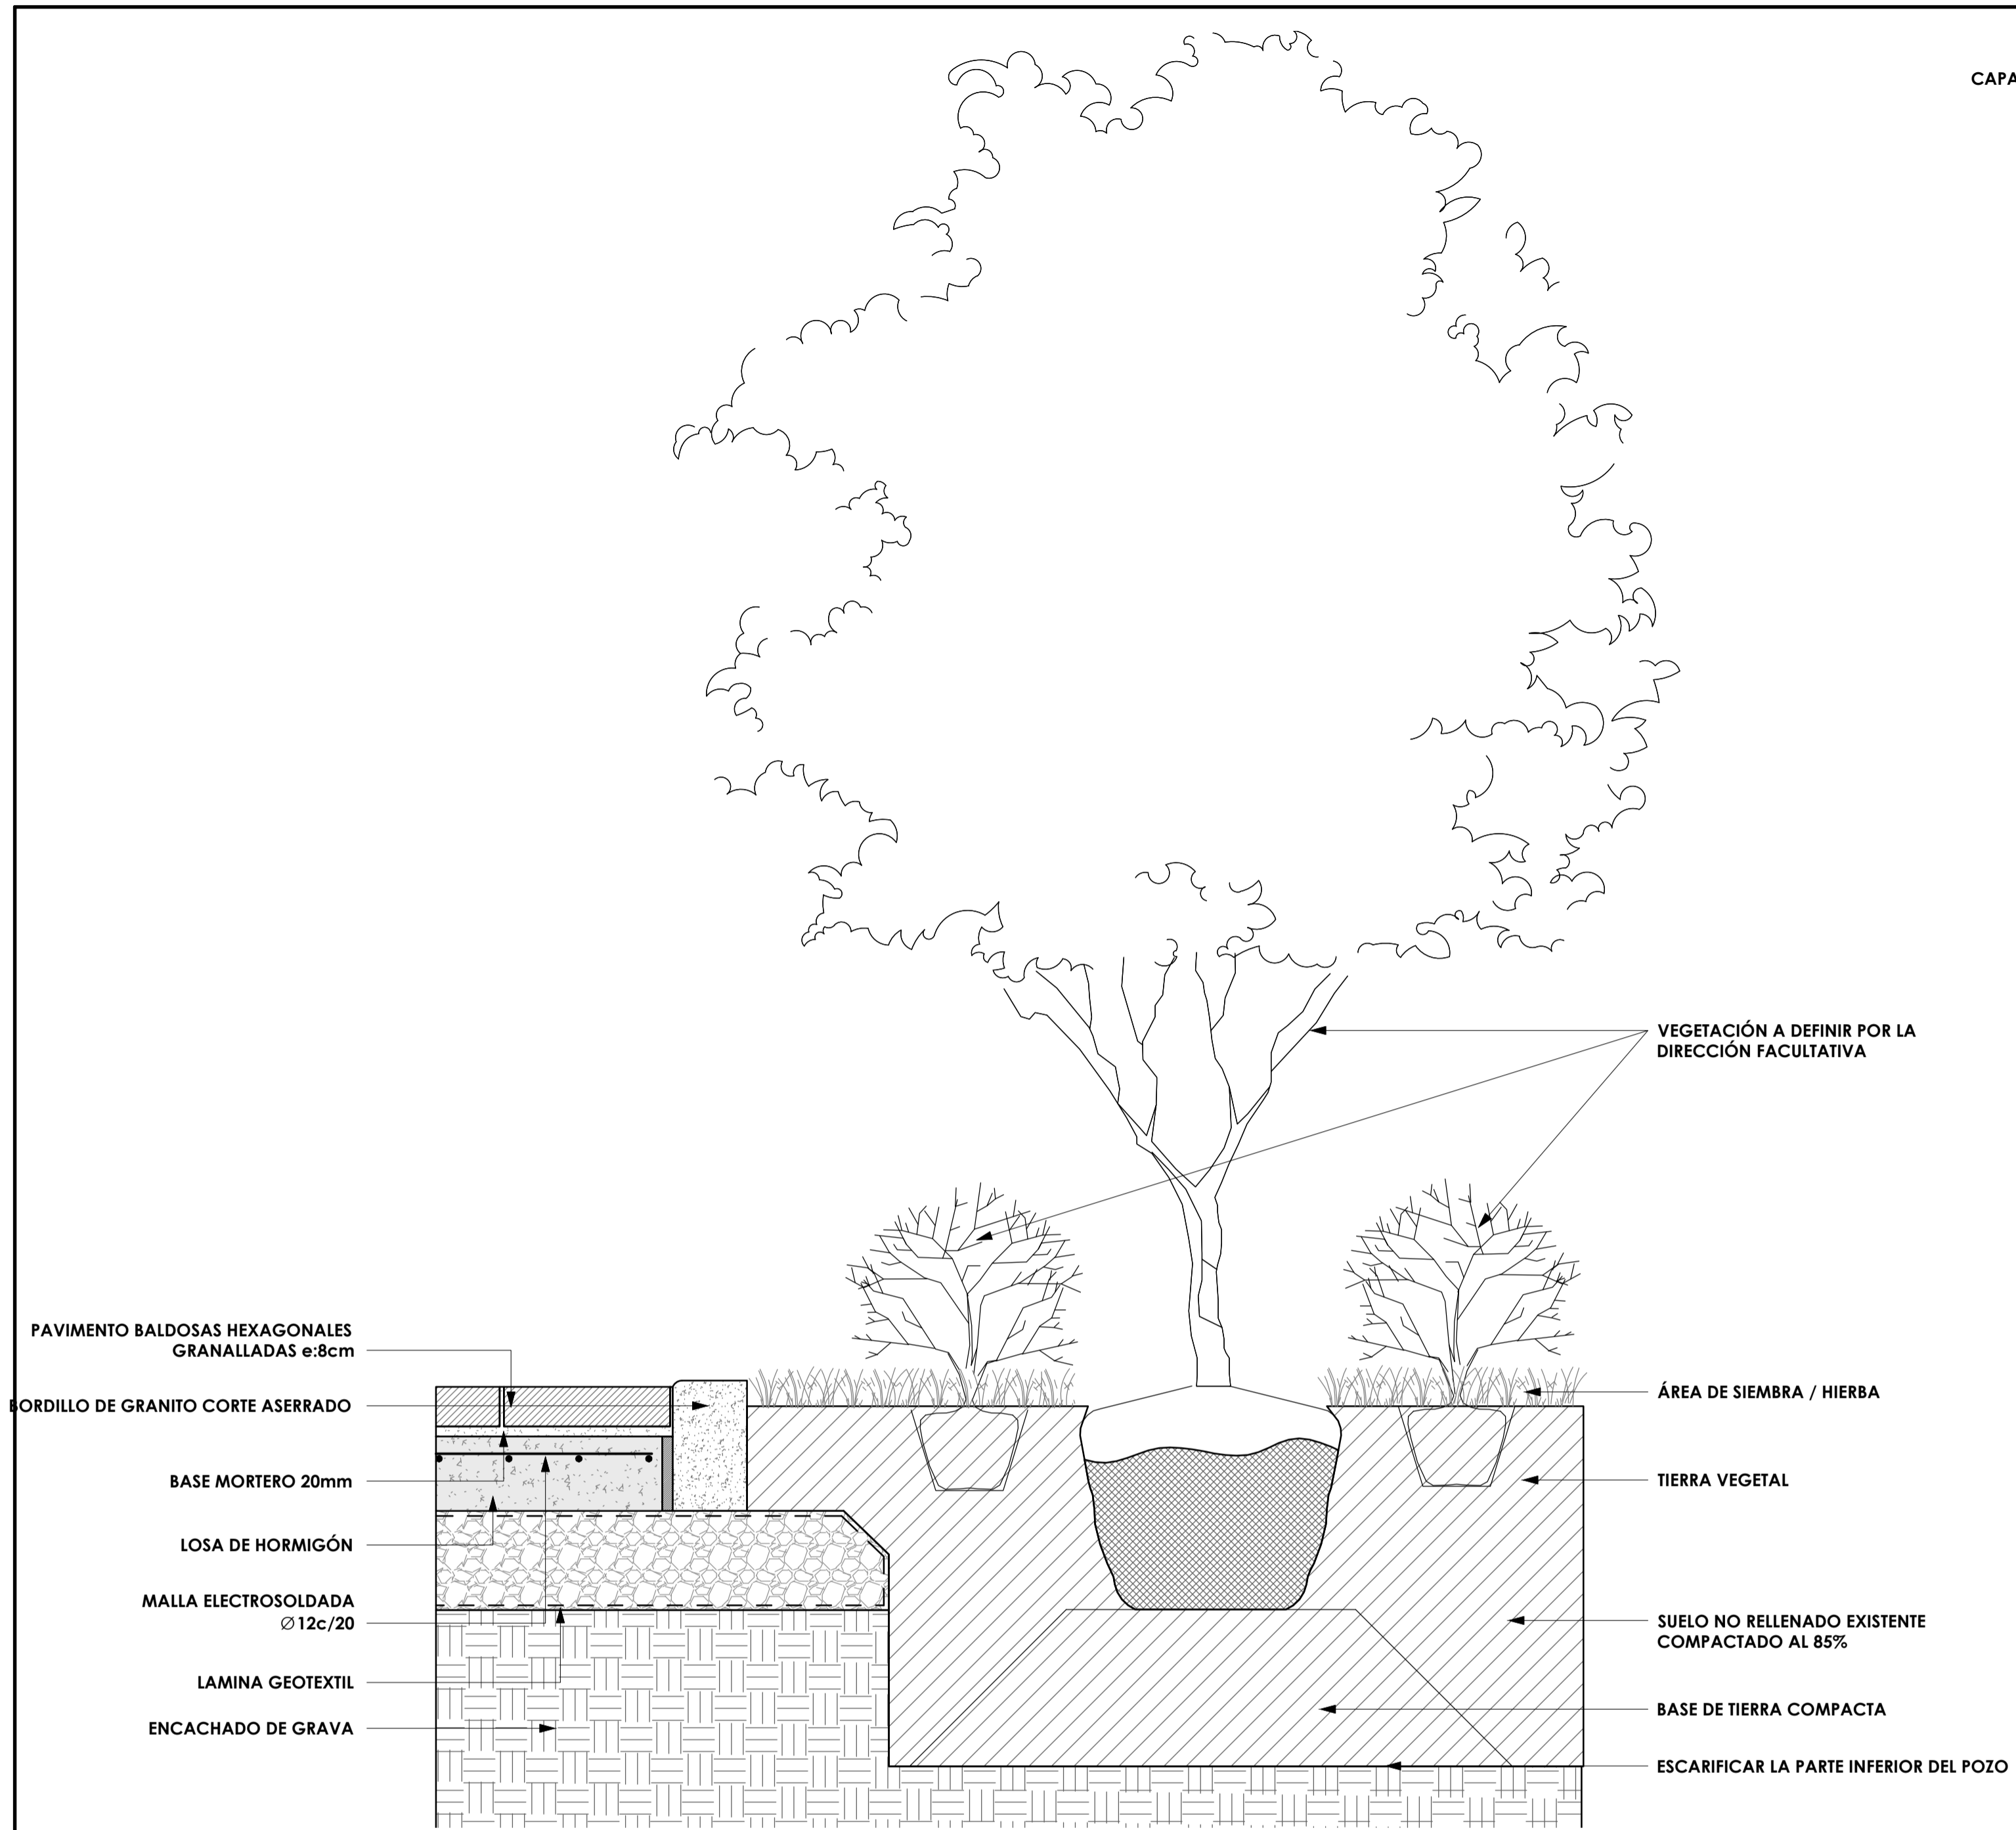 CAPA
VEGETACIÓN A DEFINIR POR LA
DIRECCIÓN FACULTATIVA
PAVIMENTO BALDOSAS HEXAGONALES
GRANALLADAS e:8cm
BORDILLO DE GRANITO CORTE ASERRADO
BASE MORTERO 20mm
LOSA DE HORMIGÓN
MALLA ELECTROSOLDADA
∅12c/20
LAMINA GEOTEXTIL
ENCACHADO DE GRAVA
ÁREA DE SIEMBRA / HIERBA
TIERRA VEGETAL
SUELO NO RELLENADO EXISTENTE
COMPACTADO AL 85%
BASE DE TIERRA COMPACTA
ESCARIFICAR LA PARTE INFERIOR DEL POZO